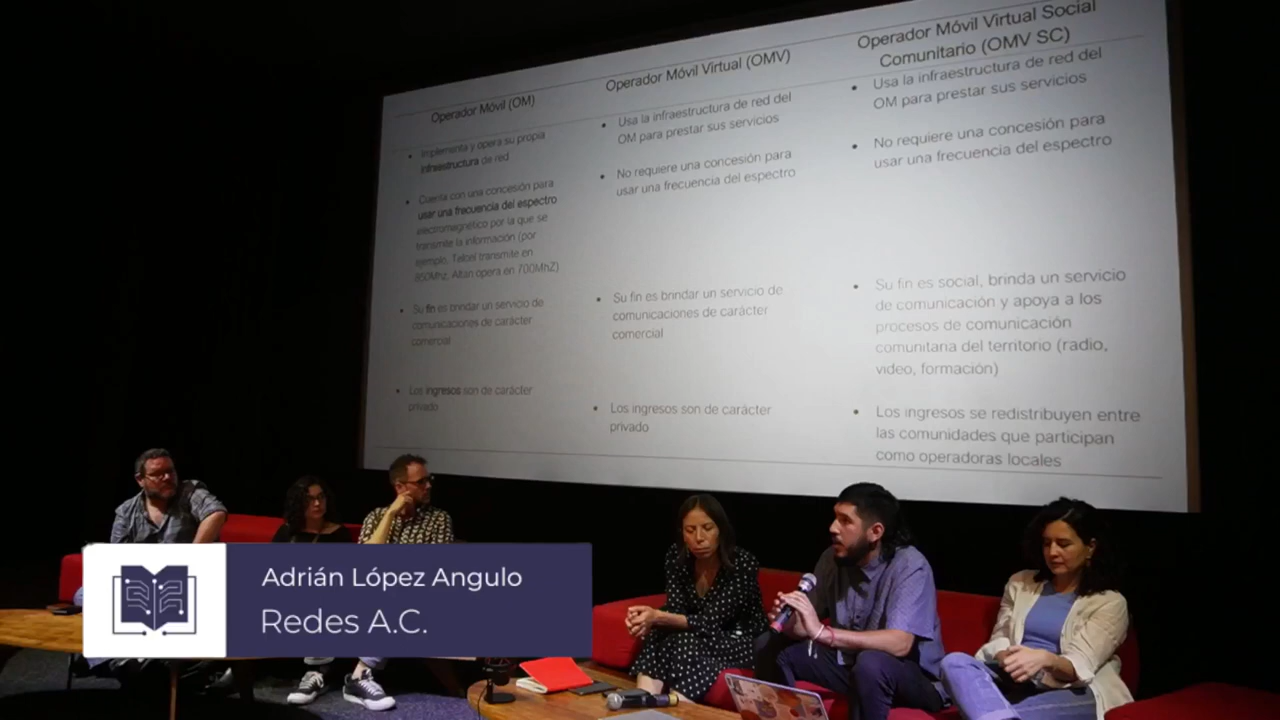 Operador Móvil (OM)
Implementa y opera su propia
infraestructura de red
Cuenta con una concesión para
usar una frecuencia del espectro
electromagnético por la que se
transmite la información (por
ejemplo, Telcel transmite en
850Mhz, Altan opera en 700MhZ)
Su fin es brindar un servicio de
comunicaciones de carácter
comercial
Los ingresos son de carácter
privado
Operador Móvil Virtual (OMV)
Usa la infraestructura de red del
OM para prestar sus servicios
No requiere una concesión para
usar una frecuencia del espectro
Su fin es brindar un servicio de
comunicaciones de carácter
comercial
Los ingresos son de carácter
privado
Operador Móvil Virtual Social
Comunitario (OMV SC)
Usa la infraestructura de red del
OM para prestar sus servicios
No requiere una concesión para
usar una frecuencia del espectro
Su fin es social, brinda un servicio
de comunicación y apoya a los
procesos de comunicación
comunitaria del territorio (radio,
video, formación)
Los ingresos se redistribuyen entre
las comunidades que participan
como operadoras locales
Adrián López Angulo
Redes A.C.